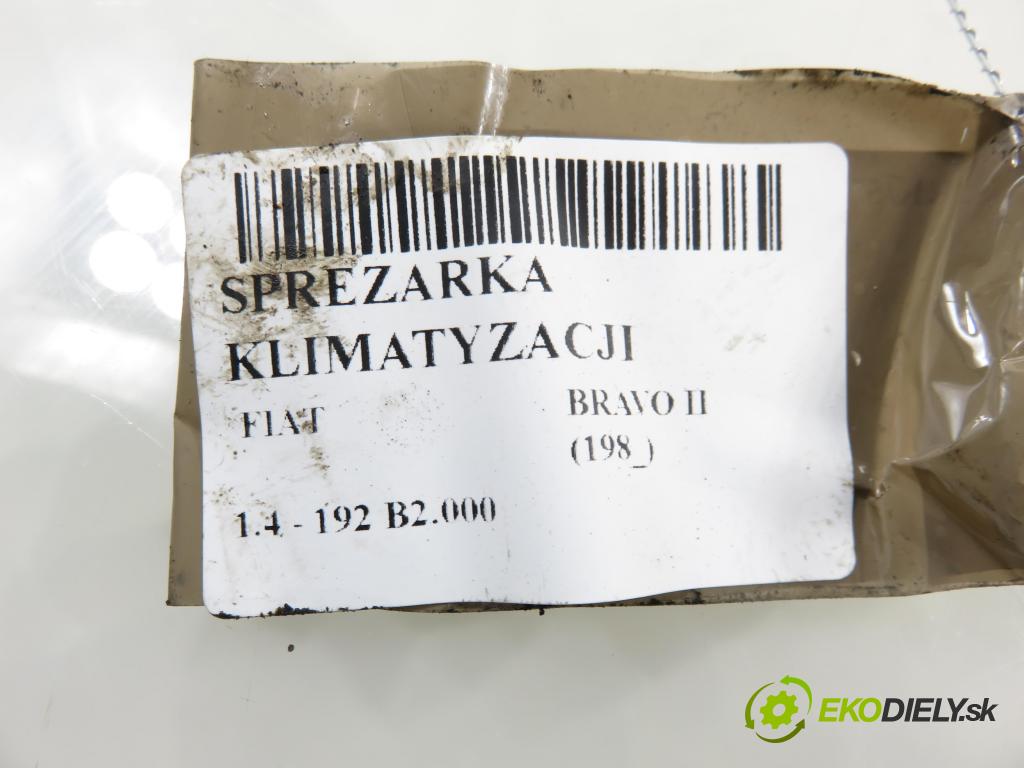 SPREZARKA
KLIMATYZACJI
FIAT
BRAVO II
(198_)
1.4 - 192 B2.000
EKODIELY.sk